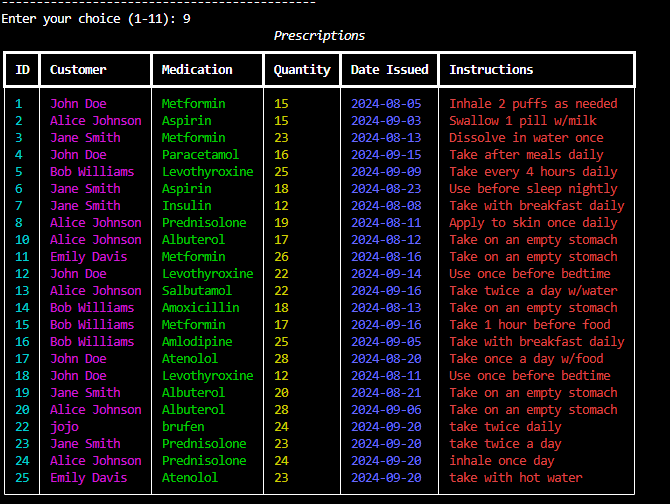 Enter your choice (1-11): 9
Prescriptions
ID Customer Medication Quantity Date Issued Instructions
1 John Doe Metformin 15 2024-08-05 Inhale 2 puffs as needed
2 Alice Johnson Aspirin 15 2024-09-03 Swallow 1 pill w/milk
3 Jane Smith Metformin 23 2024-08-13 Dissolve in water once
4 John Doe Paracetamol 16 2024-09-15 Take after meals daily
5 Bob Williams Levothyroxine 25 2024-09-09 Take every 4 hours daily
6 Jane Smith Aspirin 18 2024-08-23 Use before sleep nightly
7 Jane Smith Insulin 12 2024-08-08 Take with breakfast daily
8 Alice Johnson Prednisolone 19 2024-08-11 Apply to skin once daily
10 Alice Johnson Albuterol 17 2024-08-12 Take on an empty stomach
11 Emily Davis Metformin 26 2024-08-16 Take on an empty stomach
12 John Doe Levothyroxine 22 2024-09-14 Use once before bedtime
13 Alice Johnson Salbutamol 22 2024-09-16 Take twice a day w/water
14 Bob Williams Amoxicillin 18 2024-08-13 Take on an empty stomach
15 Bob Williams Metformin 17 2024-09-16 Take 1 hour before food
16 Bob Williams Amlodipine 25 2024-09-05 Take with breakfast daily
17 John Doe Atenolol 28 2024-08-20 Take once a day w/food
18 John Doe Levothyroxine 12 2024-08-11 Use once before bedtime
19 Jane Smith Albuterol 20 2024-08-21 Take on an empty stomach
20 Alice Johnson Albuterol 28 2024-09-06 Take on an empty stomach
22 jojo brufen 24 2024-09-20 take twice daily
23 Jane Smith Prednisolone 23 2024-09-20 take twice a day
24 Alice Johnson Prednisolone 24 2024-09-20 inhale once day
25 Emily Davis Atenolol 23 2024-09-20 take with hot water